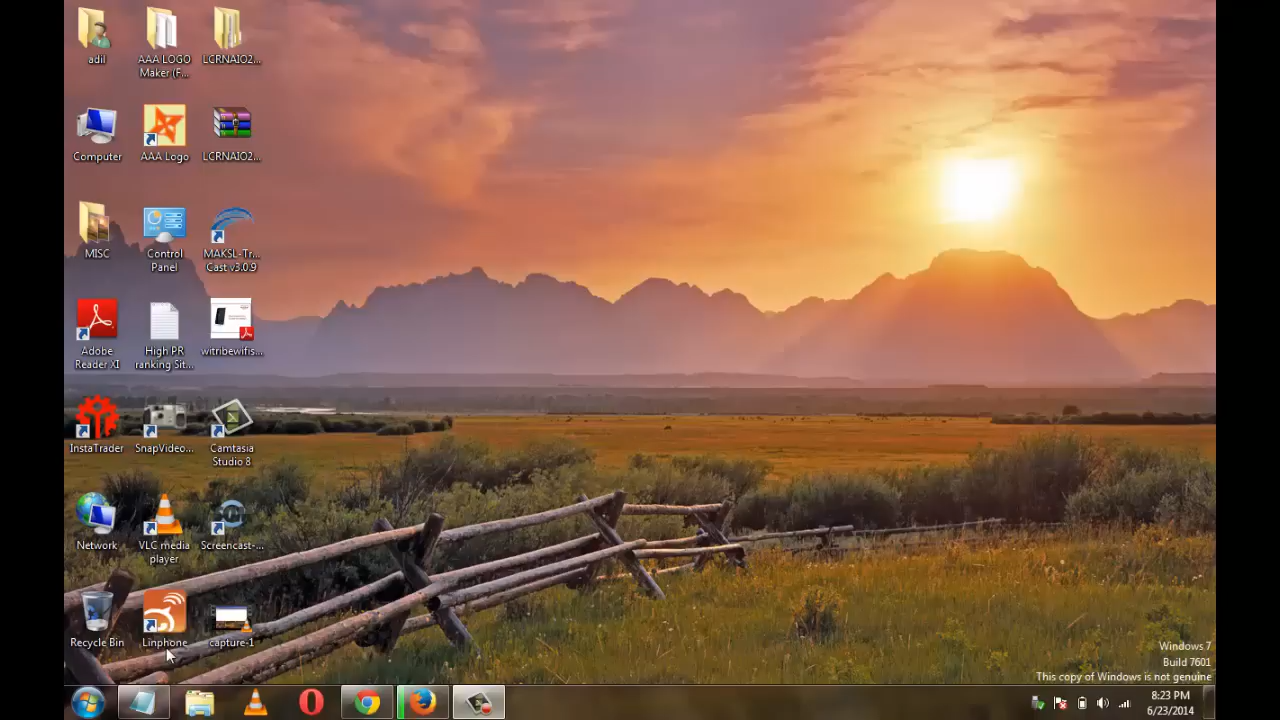 adil
AAA LOGO
Maker (F...
LCRNAIO2...
Computer
AAA Logo
LCRNAIO2...
MISC
Control
Panel
MAKSL-Tr...
Cast v3.0.9
Adobe
Reader XI
High PR
ranking Sit...
witribewifis...
InstaTrader
SnapVideo...
Camtasia
Studio 8
Network
VLC media
player
Screencast-...
Recycle Bin
Linphone
capture-1
Windows 7
Build 7601
This copy of Windows is not genuine
8:23 PM
6/23/2014